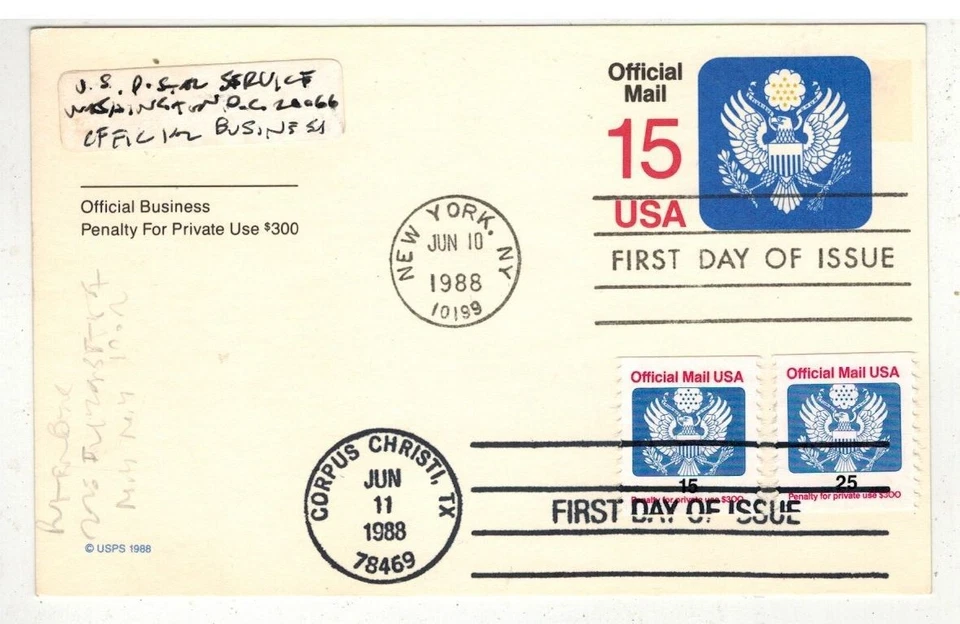 U.S. POSTAL SERVICE
WASHINGTON D.C. 20066
OFFICIAL BUSINESS
Official Business
Penalty For Private Use $300
Official
Mail
15
USA
NEW YORK, NY
JUN 10
1988
10199
FIRST DAY OF ISSUE
Official Mail USA
15
Penalty for private use $300
Official Mail USA
25
Penalty for private use $300
CORPUS CHRISTI, TX
JUN
11
1988
78469
FIRST DAY OF ISSUE
© USPS 1988